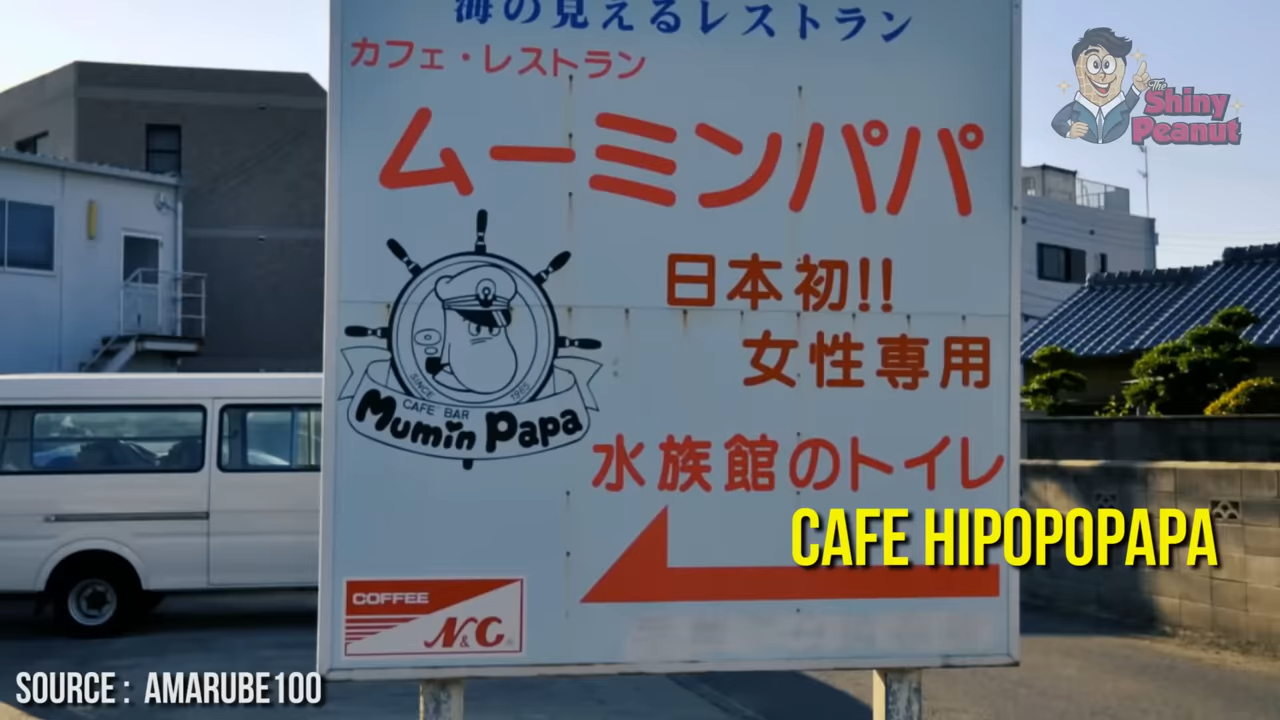 海の見えるレストラン
カフェ・レストラン
ムーミンパパ
日本初!!
女性専用
水族館のトイレ
SINCE 1985
CAFE BAR
Mumin Papa
COFFEE
N&C
The
Shiny
Peanut
CAFE HIPOPOPAPA
SOURCE : AMARUBE100